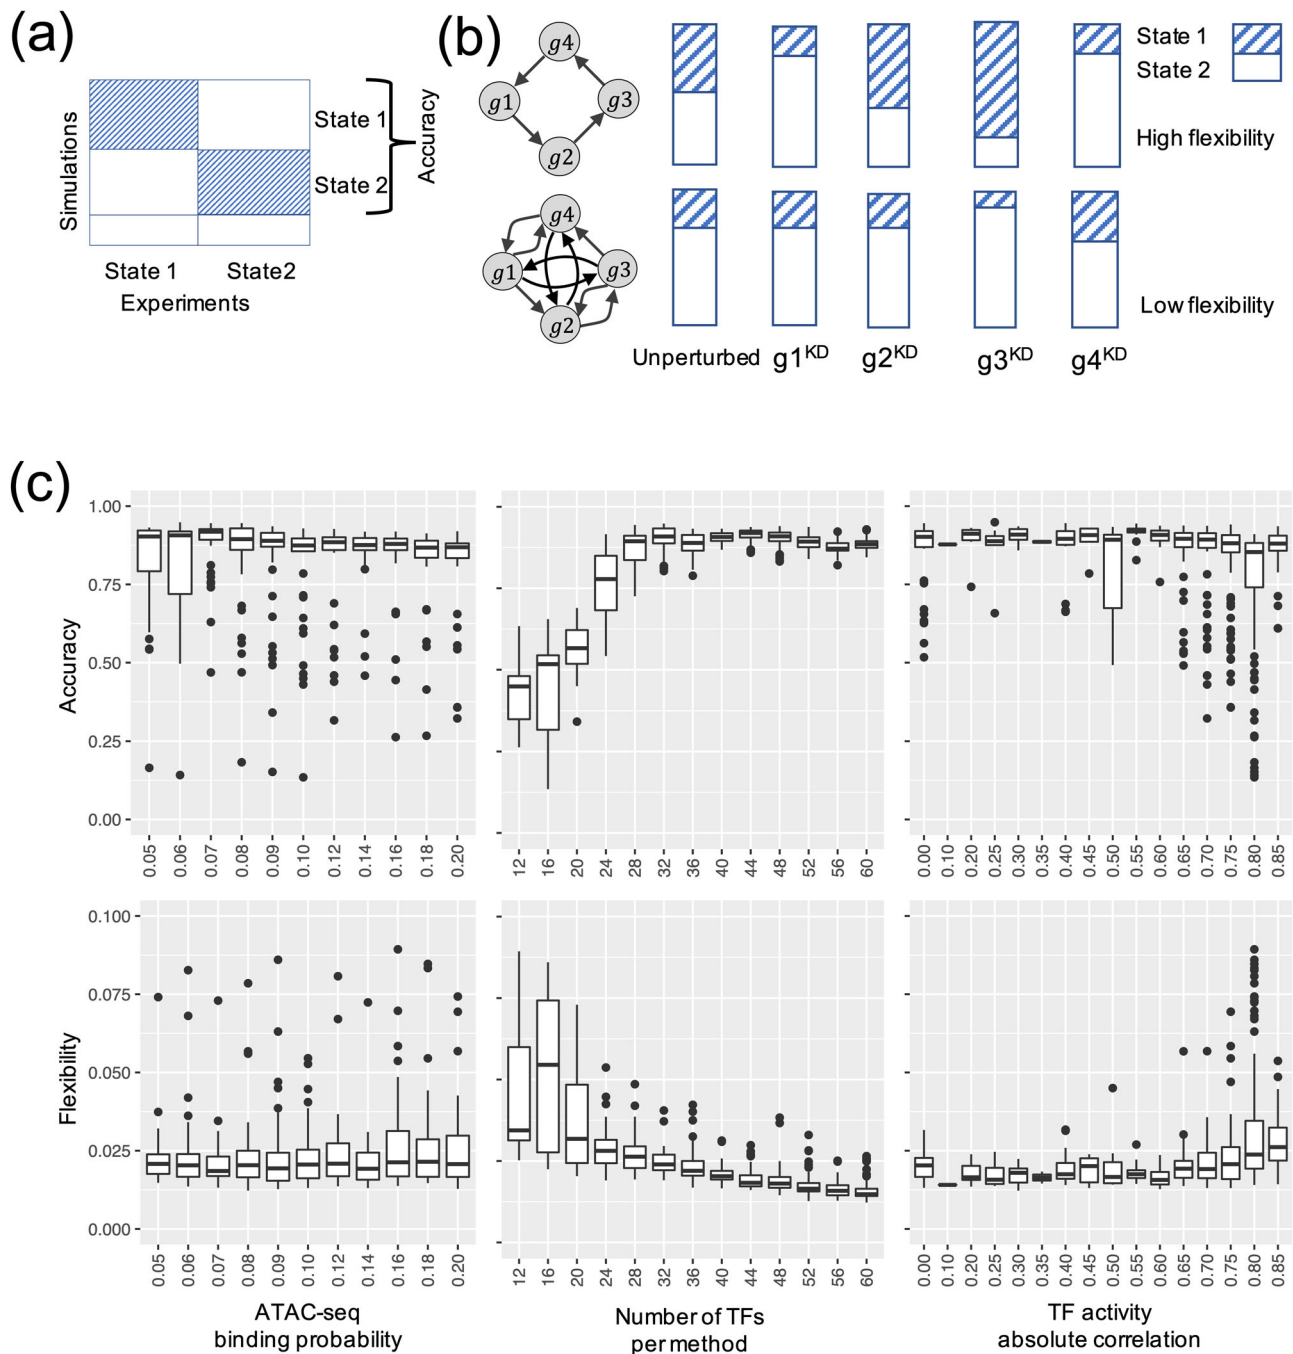 (a)
Simulations
State 1
State 2
Accuracy
State 1
State2
Experiments
(b)
g4
g1
g3
g2
State 1
State 2
High flexibility
g4
g1
g3
g2
Low flexibility
Unperturbed
g1KD
g2KD
g3KD
g4KD
(c)
Accuracy
1.00
0.75
0.50
0.25
0.00
0.05 0.06 0.07 0.08 0.09 0.10 0.12 0.14 0.16 0.18 0.20
12 16 20 24 28 32 36 40 44 48 52 56 60
0.00 0.10 0.20 0.25 0.30 0.35 0.40 0.45 0.50 0.55 0.60 0.65 0.70 0.75 0.80 0.85
Flexibility
0.100
0.075
0.050
0.025
0.000
0.05 0.06 0.07 0.08 0.09 0.10 0.12 0.14 0.16 0.18 0.20
12 16 20 24 28 32 36 40 44 48 52 56 60
0.00 0.10 0.20 0.25 0.30 0.35 0.40 0.45 0.50 0.55 0.60 0.65 0.70 0.75 0.80 0.85
ATAC-seq
binding probability
Number of TFs
per method
TF activity
absolute correlation